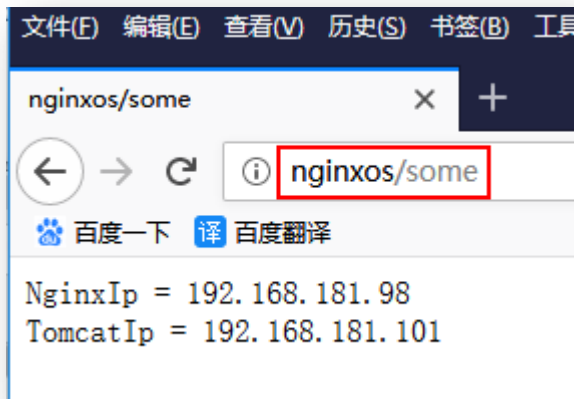 文件(F) 编辑(E) 查看(V) 历史(S) 书签(B) 工具
nginxos/some
nginxos/some
百度一下 译 百度翻译
NginxIp = 192.168.181.98
TomcatIp = 192.168.181.101